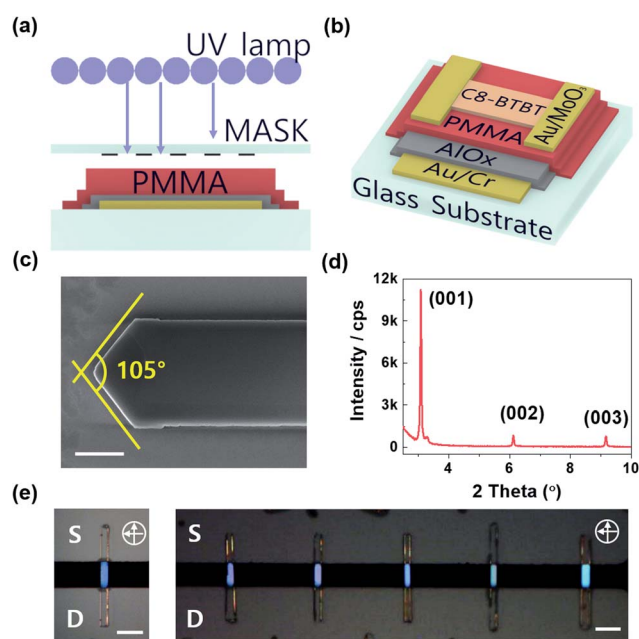 (a)
UV lamp
MASK
PMMA
(b)
C8-BTBT
Au/MoO3
PMMA
AlOx
Au/Cr
Glass Substrate
(c)
105°
(d)
Intensity / cps
12k
9k
6k
3k
0
(001)
(002)
(003)
4
6
8
10
2 Theta (°)
(e)
S
D
S
D